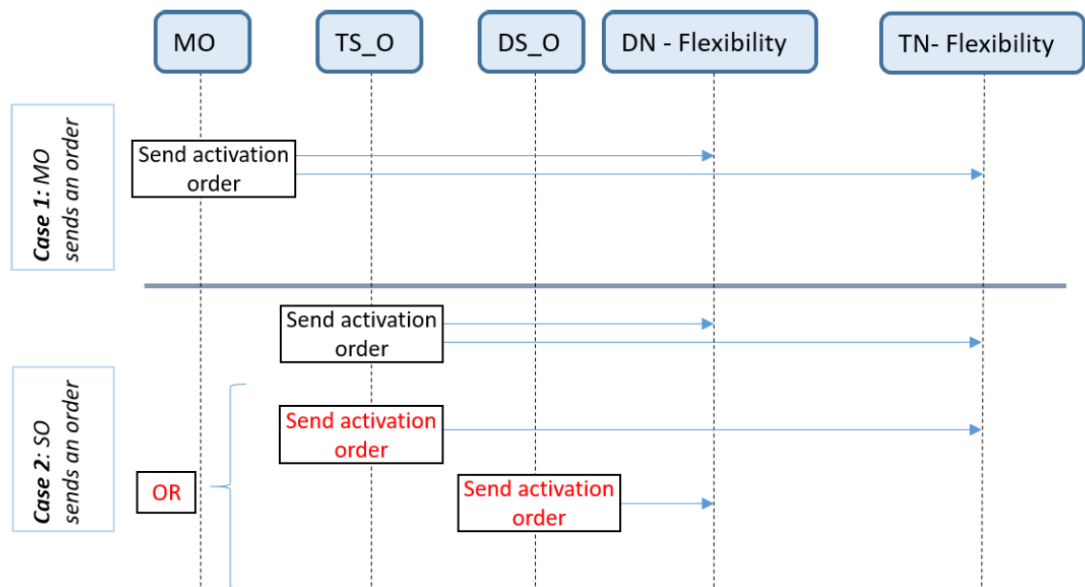 MO
TS_O
DS_O
DN - Flexibility
TN- Flexibility
Case 1: MO
sends an order
Send activation
order
Case 2: SO
sends an order
Send activation
order
Send activation
order
OR
Send activation
order